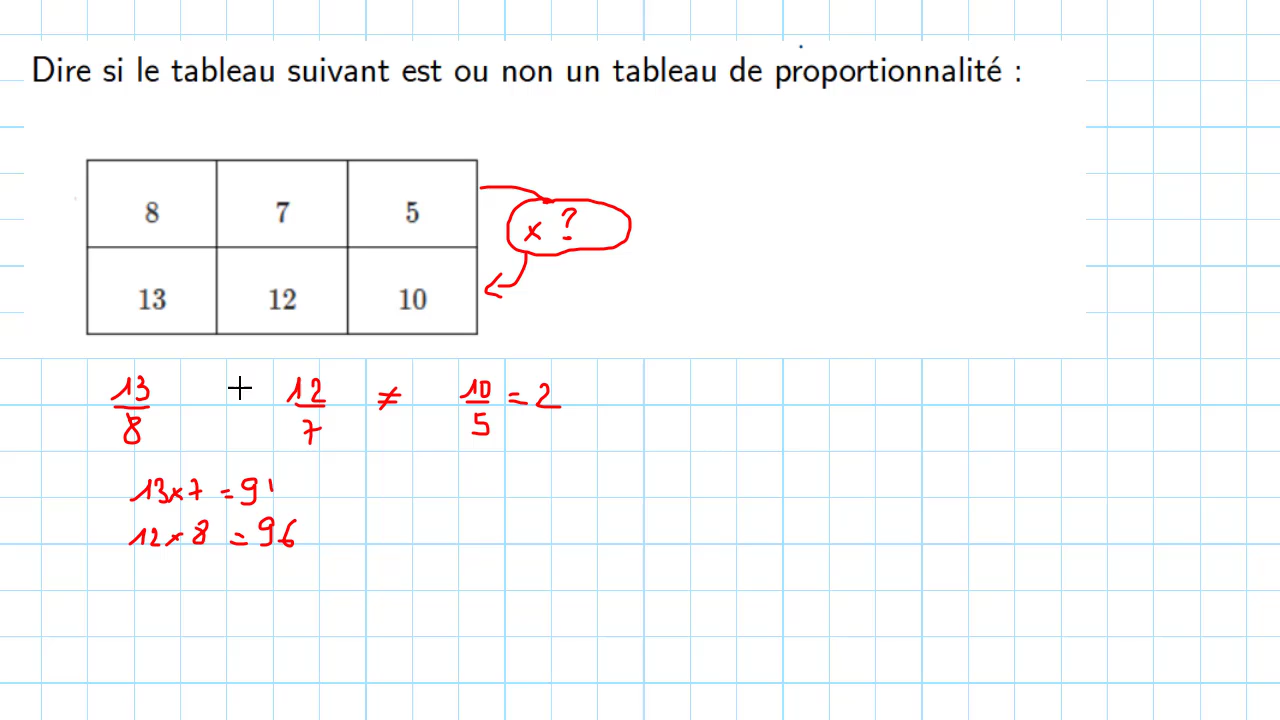 Dire si le tableau suivant est ou non un tableau de proportionnalité :
8 7 5
x ?
13 12 10
13/8 12/7 ≠ 10/5 = 2
13 x 7 = 91
12 x 8 = 96